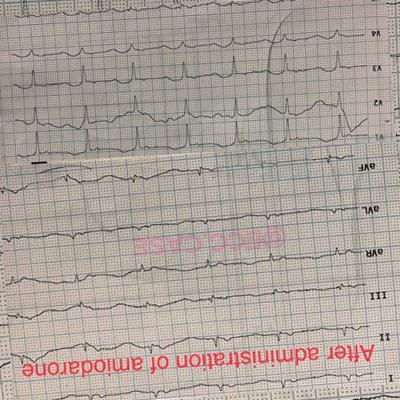 I
After administration of amiodarone
II
III
aVR
@ECG CASE
aVL
aVF
V1
V2
V3
V4